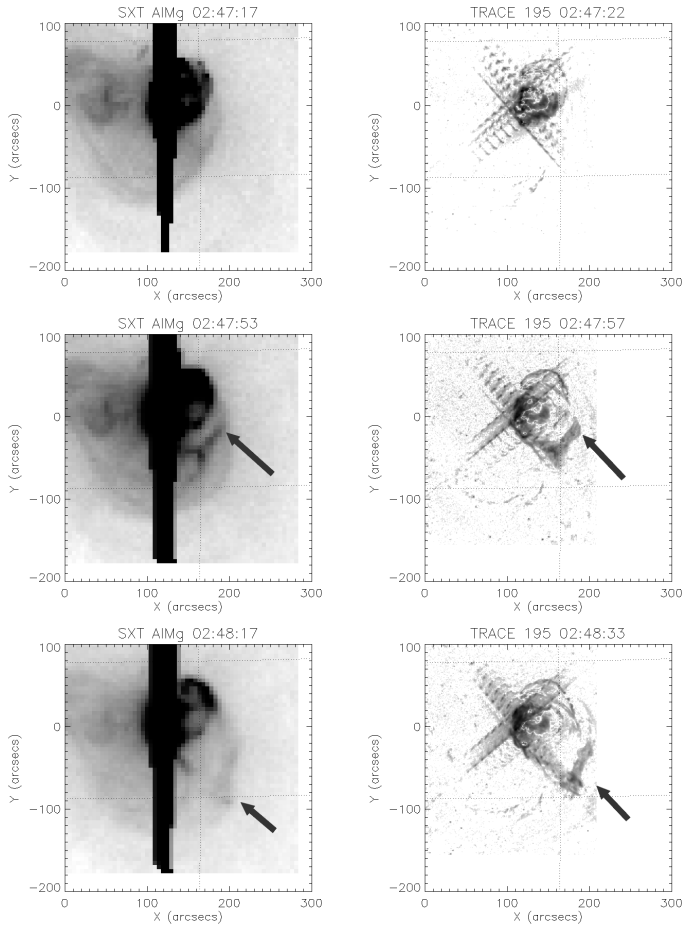 SXT AlMg 02:47:17
TRACE 195 02:47:22
100
0
-100
-200
Y (arcsecs)
0 100 200 300
X (arcsecs)
100
0
-100
-200
Y (arcsecs)
0 100 200 300
X (arcsecs)
SXT AlMg 02:47:53
TRACE 195 02:47:57
100
0
-100
-200
Y (arcsecs)
0 100 200 300
X (arcsecs)
100
0
-100
-200
Y (arcsecs)
0 100 200 300
X (arcsecs)
SXT AlMg 02:48:17
TRACE 195 02:48:33
100
0
-100
-200
Y (arcsecs)
0 100 200 300
X (arcsecs)
100
0
-100
-200
Y (arcsecs)
0 100 200 300
X (arcsecs)